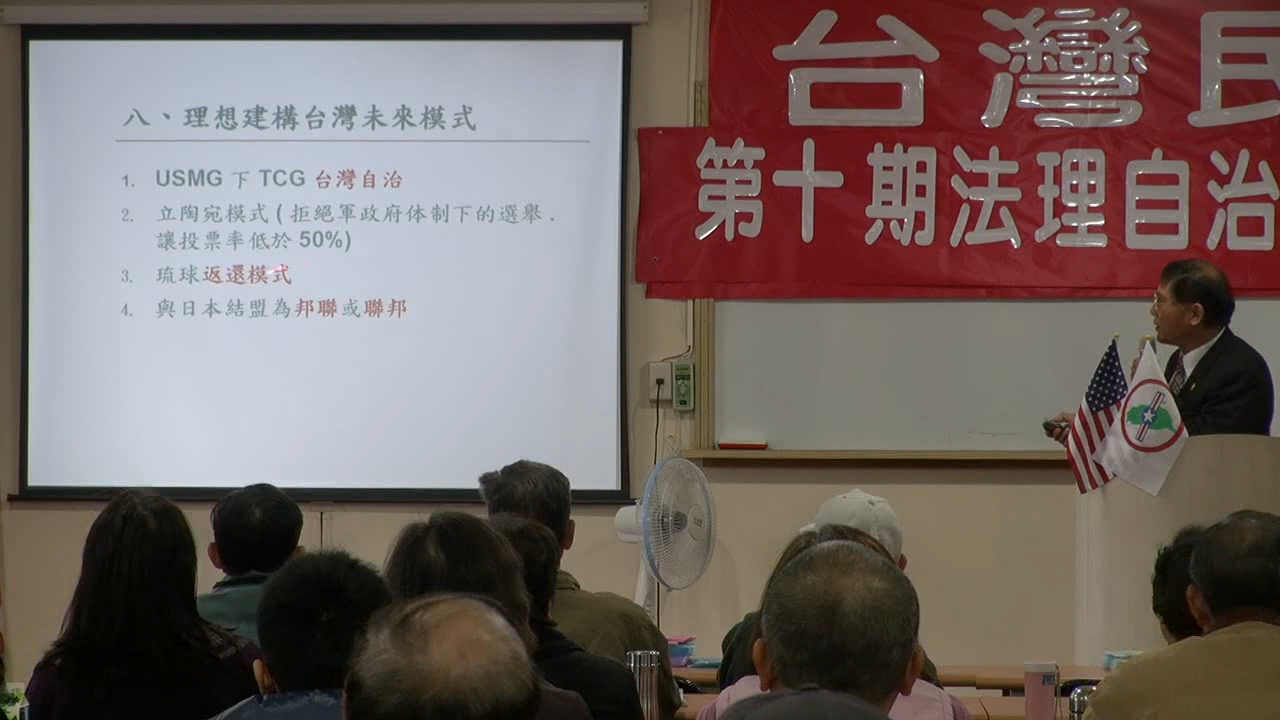 八、理想建構台灣未來模式
1. USMG 下 TCG 台灣自治
2. 立陶宛模式 ( 拒絕軍政府体制下的選舉 .
讓投票率低於 50%)
3. 琉球返還模式
4. 與日本結盟為邦聯或聯邦
台灣民
第十期法理自治